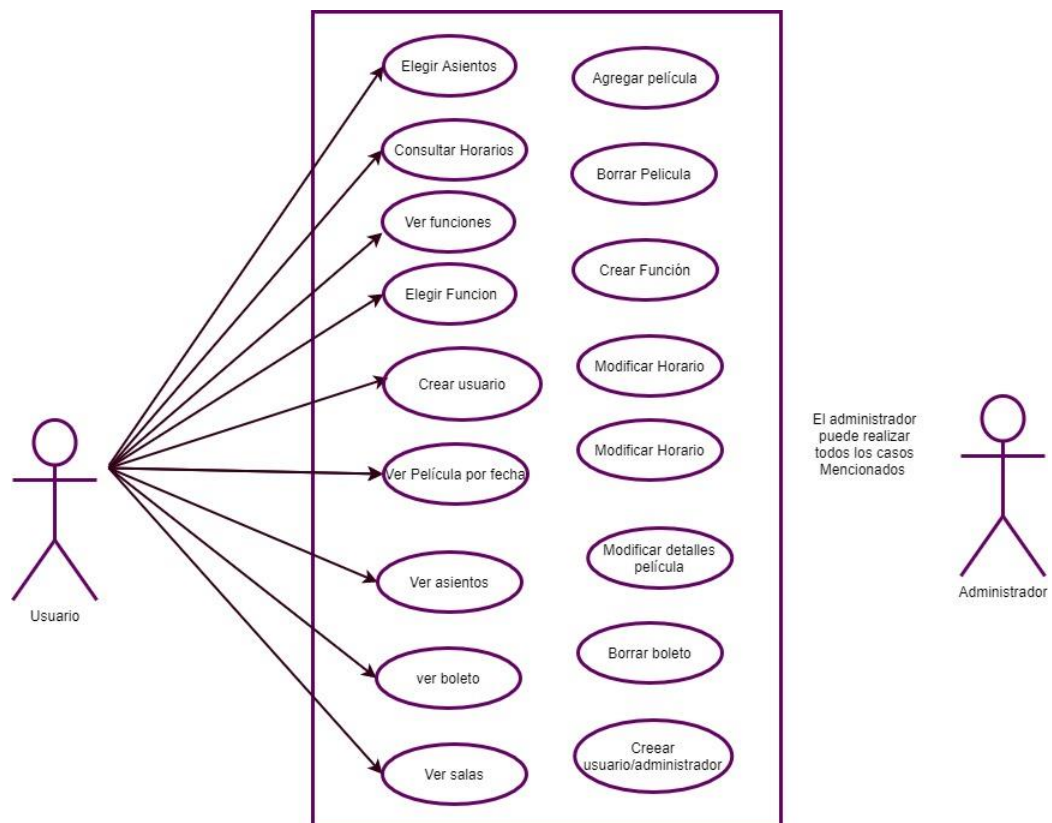 Elegir Asientos
Consultar Horarios
Ver funciones
Elegir Funcion
Crear usuario
Ver Película por fecha
Ver asientos
ver boleto
Ver salas
Agregar película
Borrar Pelicula
Crear Función
Modificar Horario
Modificar Horario
Modificar detalles
película
Borrar boleto
Creear
usuario/administrador
Usuario
El administrador
puede realizar
todos los casos
Mencionados
Administrador